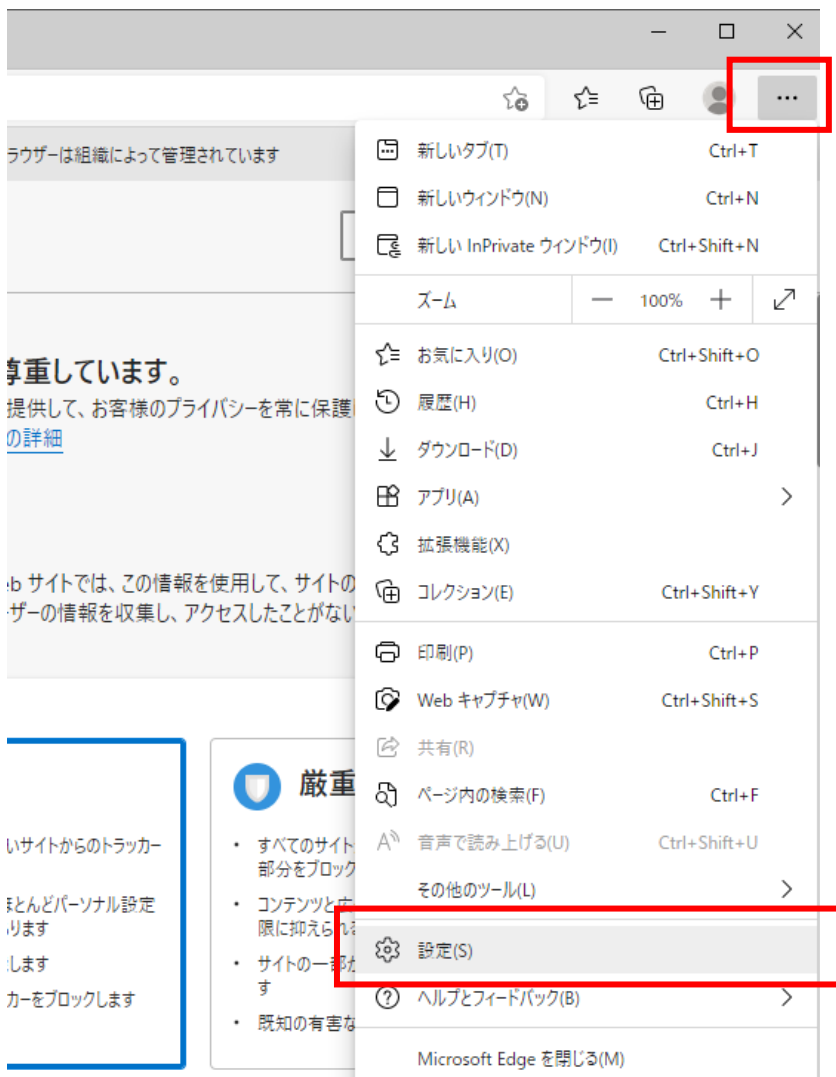 ラウザーは組織によって管理されています
新しいタブ(T) Ctrl+T
新しいウィンドウ(N) Ctrl+N
新しい InPrivate ウィンドウ(I) Ctrl+Shift+N
ズーム 100%
お気に入り(O) Ctrl+Shift+O
履歴(H) Ctrl+H
ダウンロード(D) Ctrl+J
アプリ(A)
拡張機能(X)
コレクション(E) Ctrl+Shift+Y
印刷(P) Ctrl+P
Web キャプチャ(W) Ctrl+Shift+S
共有(R)
ページ内の検索(F) Ctrl+F
音声で読み上げる(U) Ctrl+Shift+U
その他のツール(L)
設定(S)
ヘルプとフィードバック(B)
Microsoft Edge を閉じる(M)
尊重しています。
提供して、お客様のプライバシーを常に保護
の詳細
eb サイトでは、この情報を使用して、サイトの
ーザーの情報を収集し、アクセスしたことがない
いサイトからのトラッカー
ほとんどパーソナル設定
ります
します
カーをブロックします
厳重
• すべてのサイト
部分をブロック
• コンテンツと広
限に抑えられる
• サイトの一部が
す
• 既知の有害な